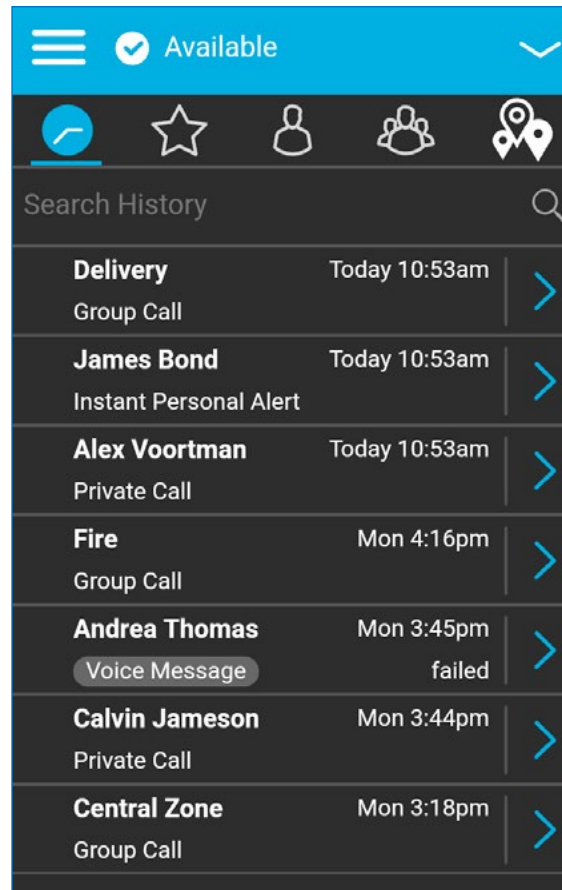 Available
Search History
Delivery Today 10:53am
Group Call
James Bond Today 10:53am
Instant Personal Alert
Alex Voortman Today 10:53am
Private Call
Fire Mon 4:16pm
Group Call
Andrea Thomas Mon 3:45pm
Voice Message failed
Calvin Jameson Mon 3:44pm
Private Call
Central Zone Mon 3:18pm
Group Call